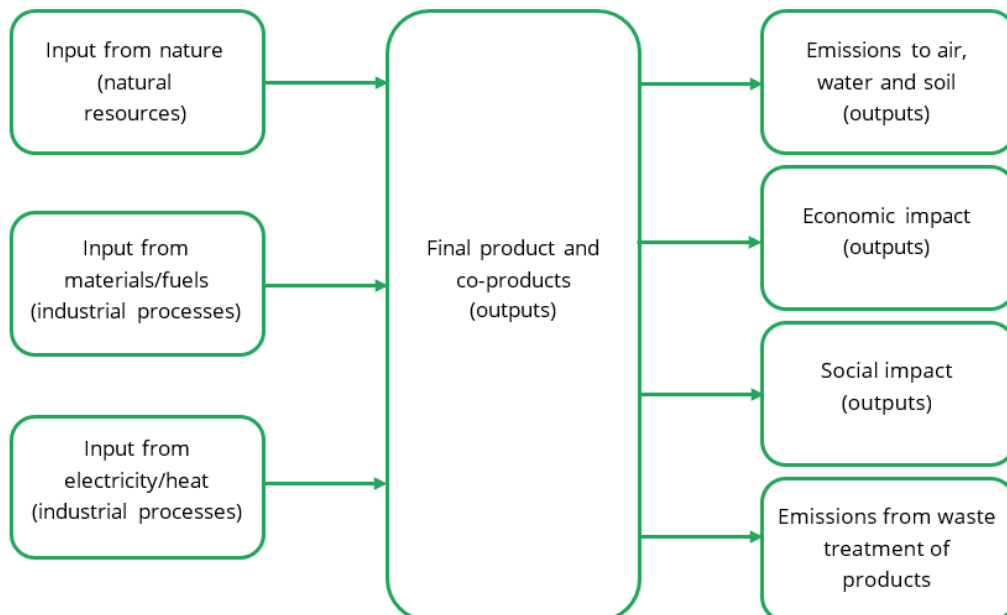 Input from nature
(natural
resources)
Input from
materials/fuels
(industrial processes)
Input from
electricity/heat
(industrial processes)
Final product and
co-products
(outputs)
Emissions to air,
water and soil
(outputs)
Economic impact
(outputs)
Social impact
(outputs)
Emissions from waste
treatment of
products